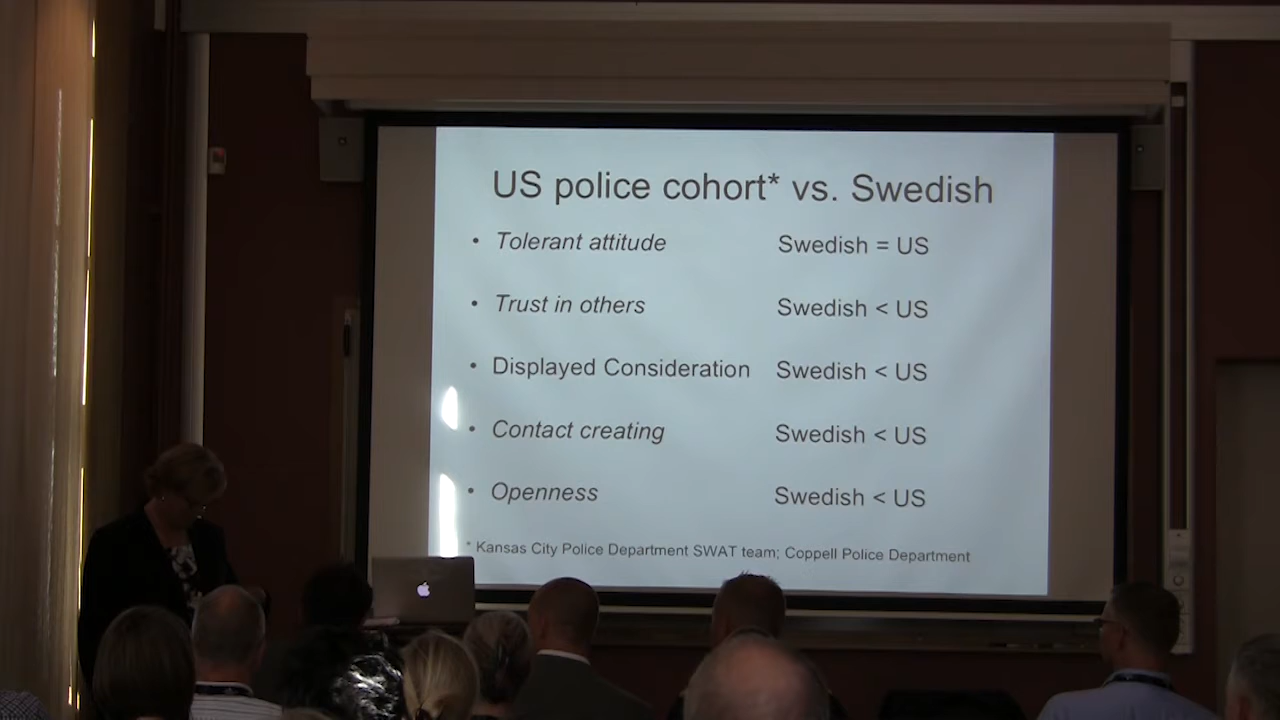 US police cohort* vs. Swedish
• Tolerant attitude Swedish = US
• Trust in others Swedish < US
• Displayed Consideration Swedish < US
• Contact creating Swedish < US
• Openness Swedish < US
* Kansas City Police Department SWAT team; Coppell Police Department